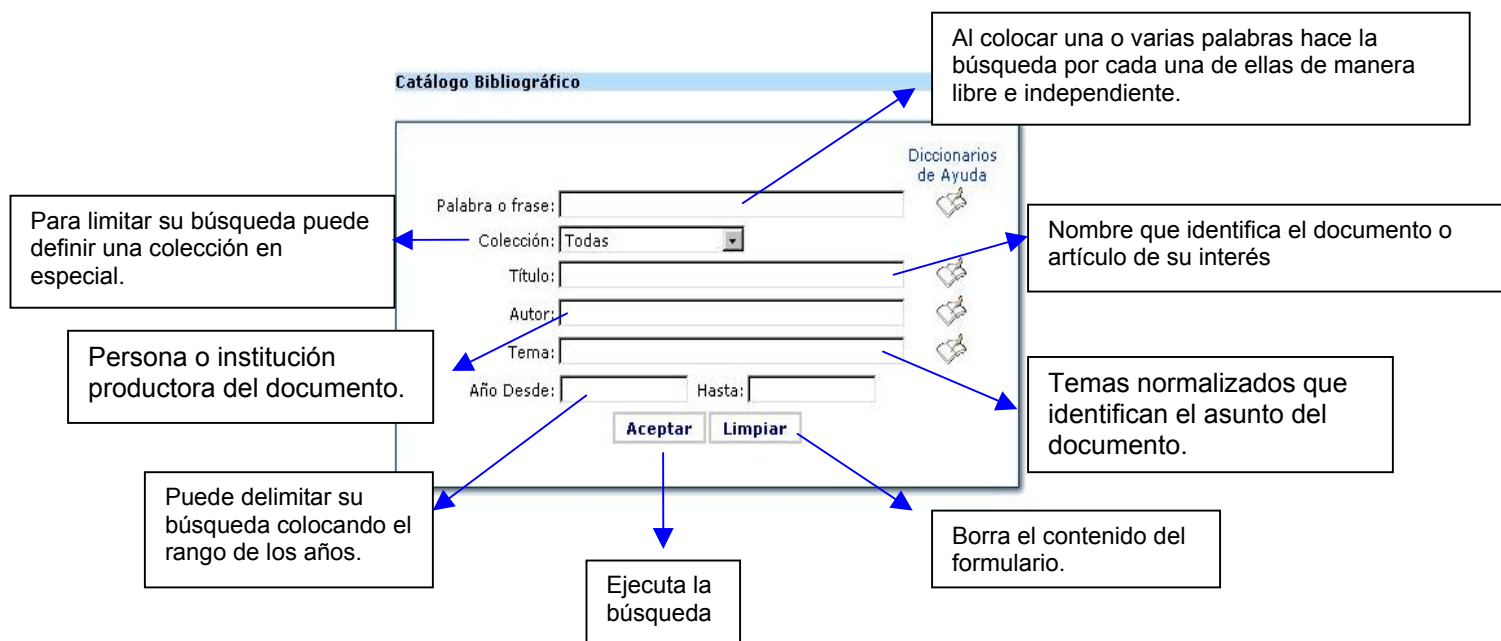 Al colocar una o varias palabras hace la
búsqueda por cada una de ellas de manera
libre e independiente.
Catálogo Bibliográfico
Diccionarios
de Ayuda
Palabra o frase:
Para limitar su búsqueda puede
definir una colección en
especial.
Colección: Todas
Nombre que identifica el documento o
artículo de su interés
Título:
Autor:
Persona o institución
productora del documento.
Tema:
Temas normalizados que
identifican el asunto del
documento.
Año Desde: Hasta:
Aceptar Limpiar
Puede delimitar su
búsqueda colocando el
rango de los años.
Borra el contenido del
formulario.
Ejecuta la
búsqueda